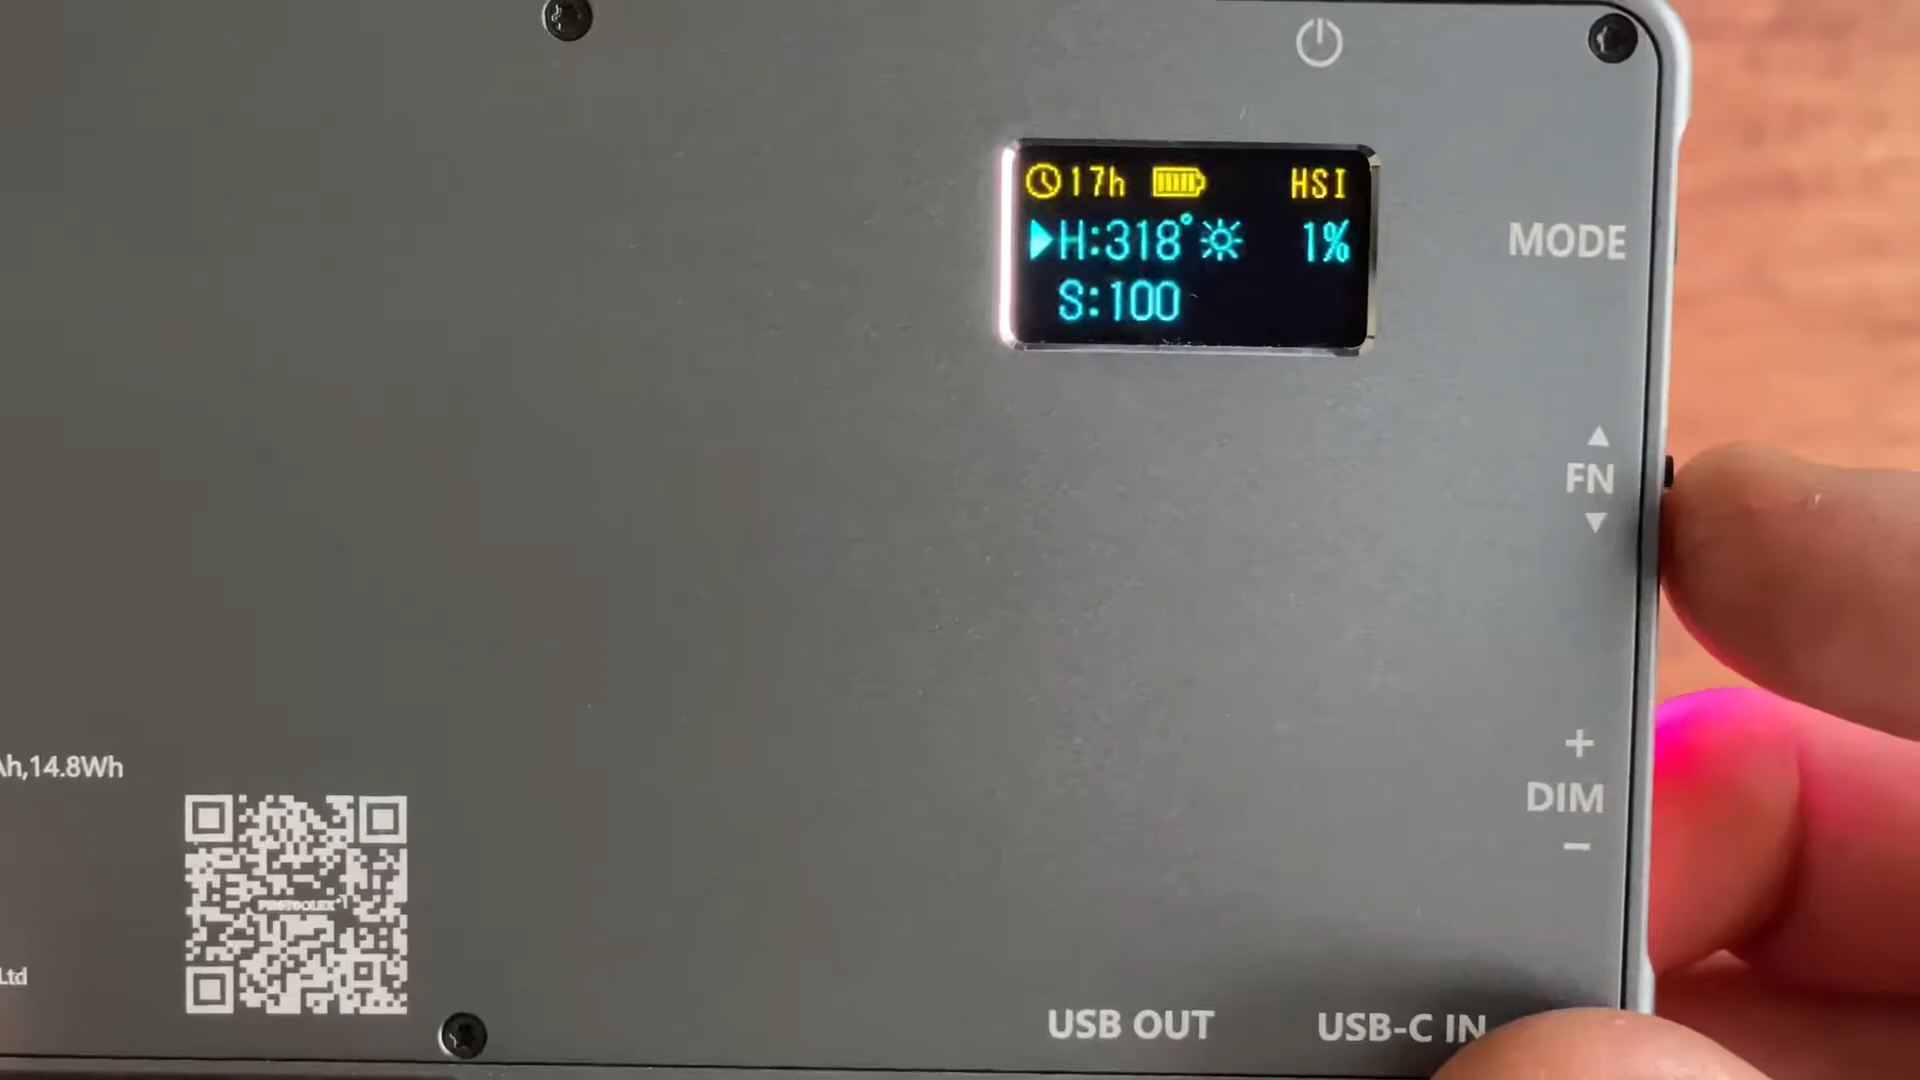 17h HSI
H:318° 1%
S:100
MODE
FN
+
DIM
−
Ah,14.8Wh
Ltd
USB OUT
USB-C IN